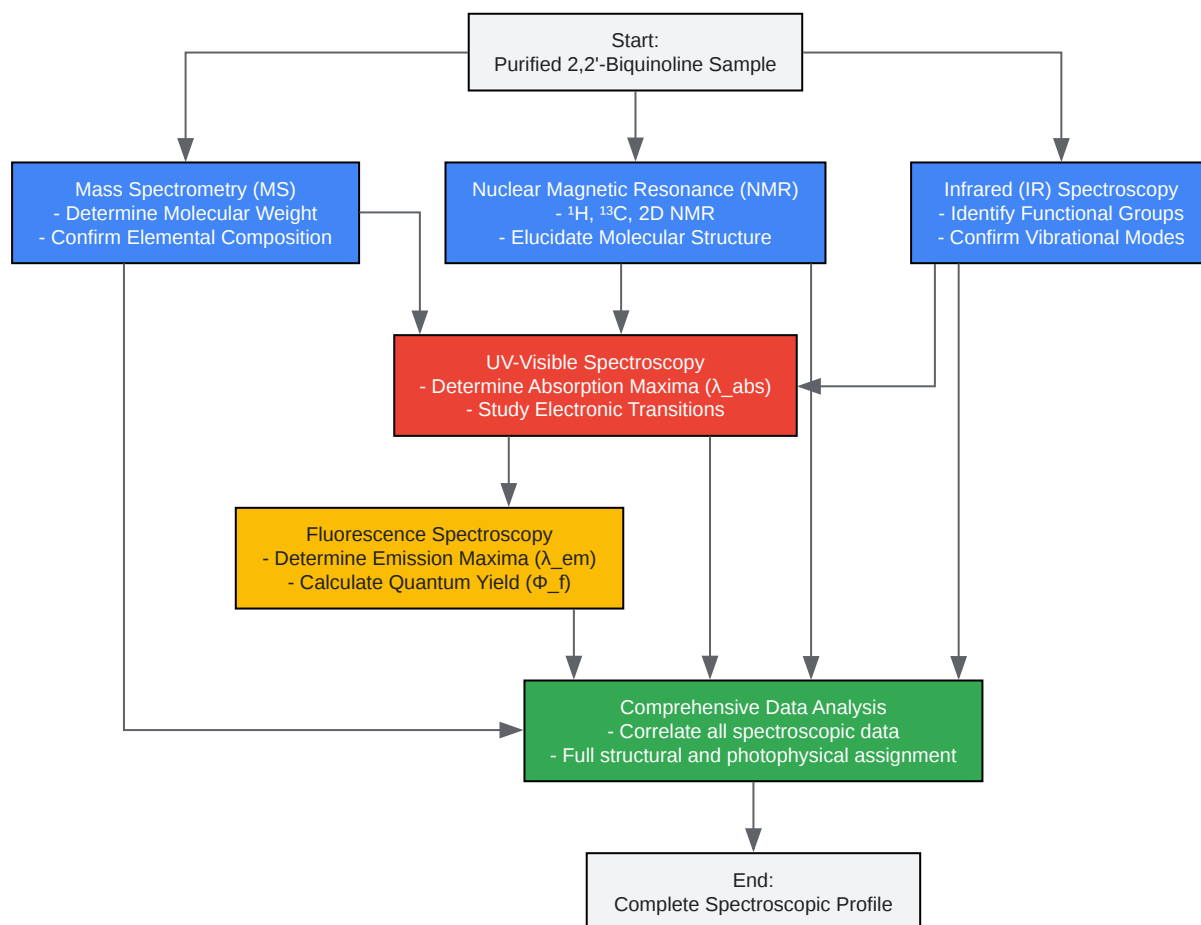 Start:
Purified 2,2'-Biquinoline Sample
Mass Spectrometry (MS)
- Determine Molecular Weight
- Confirm Elemental Composition
Nuclear Magnetic Resonance (NMR)
- ¹H, ¹³C, 2D NMR
- Elucidate Molecular Structure
Infrared (IR) Spectroscopy
- Identify Functional Groups
- Confirm Vibrational Modes
UV-Visible Spectroscopy
- Determine Absorption Maxima (λ_abs)
- Study Electronic Transitions
Fluorescence Spectroscopy
- Determine Emission Maxima (λ_em)
- Calculate Quantum Yield (Φ_f)
Comprehensive Data Analysis
- Correlate all spectroscopic data
- Full structural and photophysical assignment
End:
Complete Spectroscopic Profile